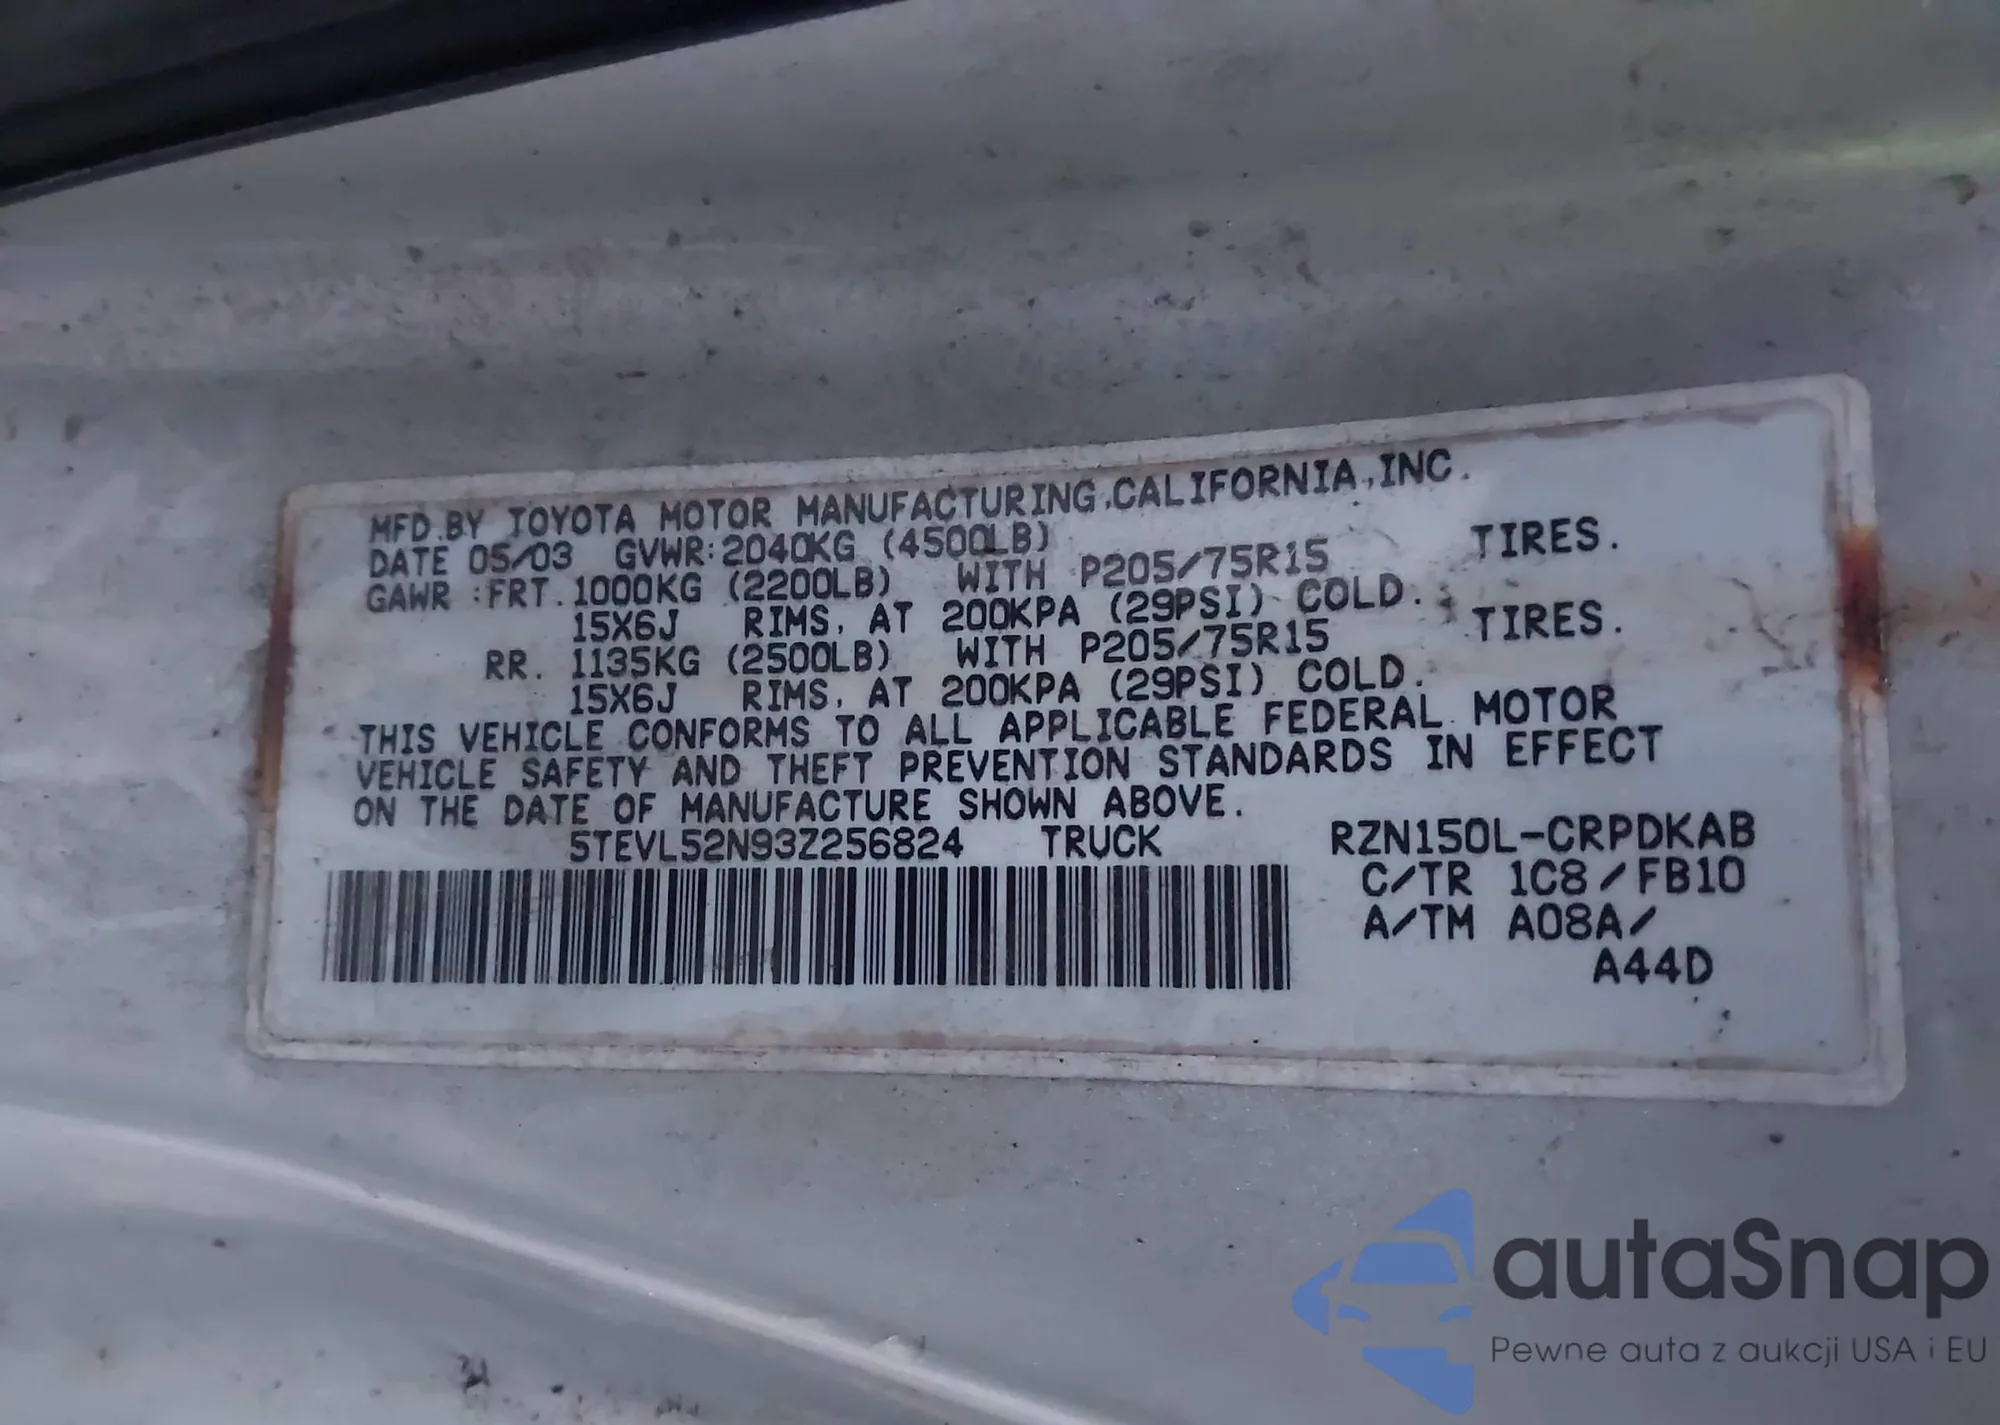 MFD.BY TOYOTA MOTOR MANUFACTURING,CALIFORNIA,INC.
DATE 05/03 GVWR:2040KG (4500LB)
GAWR :FRT. 1000KG (2200LB) WITH P205/75R15 TIRES.
15X6J RIMS, AT 200KPA (29PSI) COLD.
RR. 1135KG (2500LB) WITH P205/75R15 TIRES.
15X6J RIMS, AT 200KPA (29PSI) COLD.
THIS VEHICLE CONFORMS TO ALL APPLICABLE FEDERAL MOTOR
VEHICLE SAFETY AND THEFT PREVENTION STANDARDS IN EFFECT
ON THE DATE OF MANUFACTURE SHOWN ABOVE.
5TEVL52N93Z256824 TRUCK RZN150L-CRPDKAB
C/TR 1C8/FB10
A/TM A08A/
A44D
autaSnap
Pewne auta z aukcji USA i EU